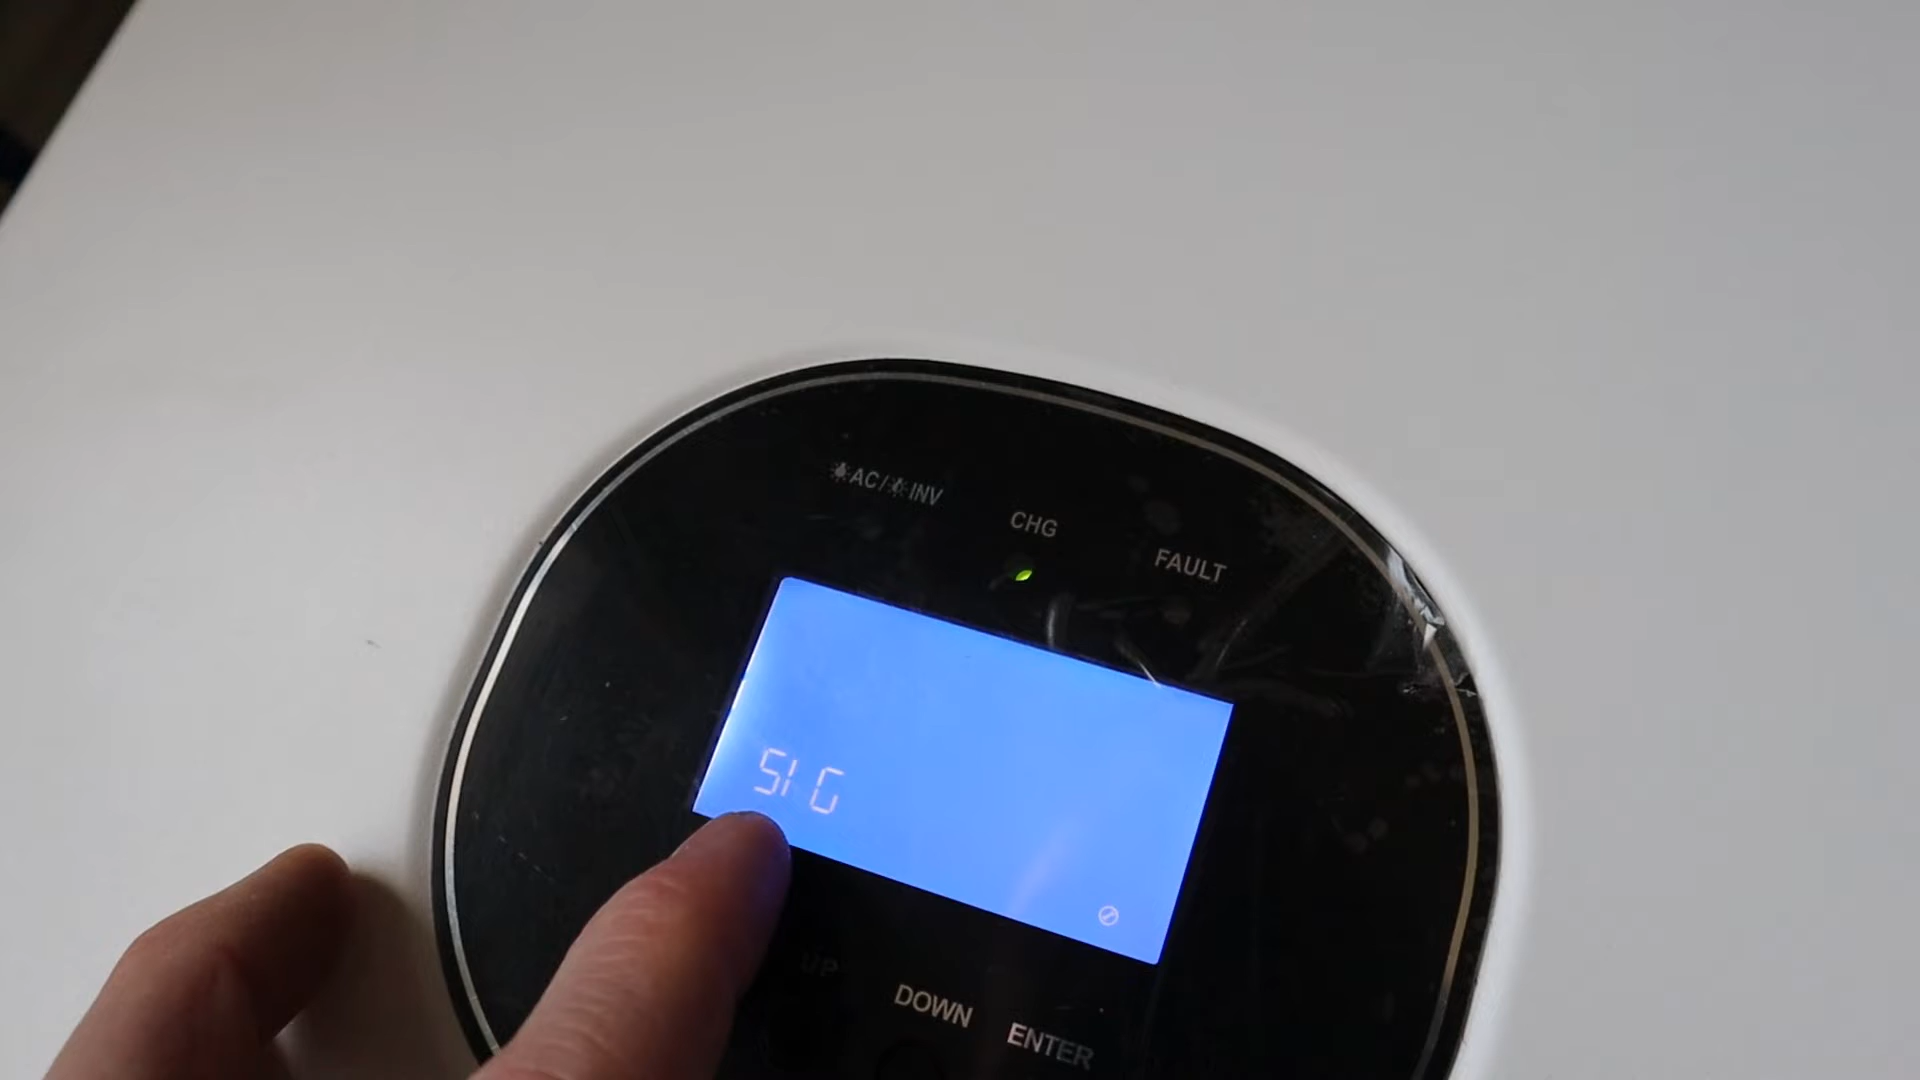 AC/INV
CHG
FAULT
SIG
UP
DOWN
ENTER